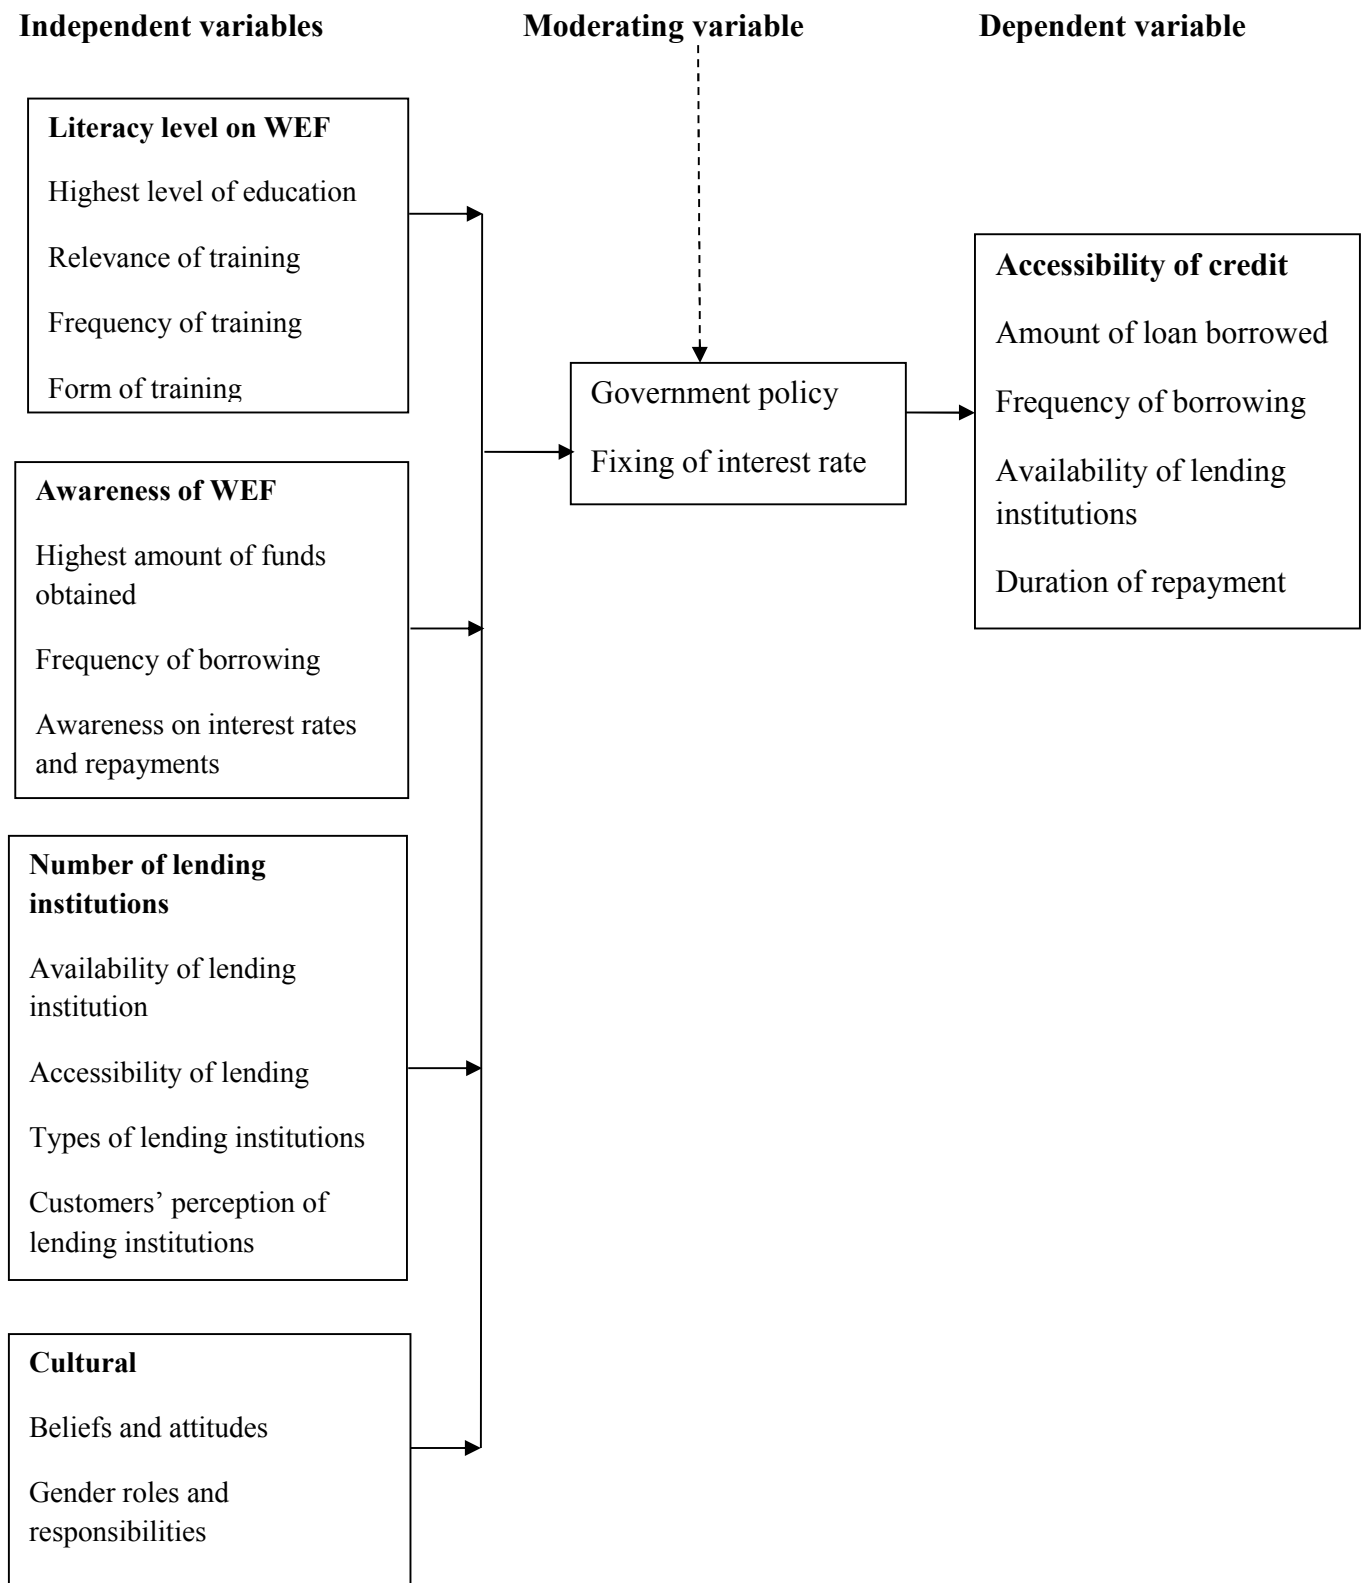 Independent variables
Moderating variable
Dependent variable
Literacy level on WEF
Highest level of education
Relevance of training
Frequency of training
Form of training
Awareness of WEF
Highest amount of funds
obtained
Frequency of borrowing
Awareness on interest rates
and repayments
Number of lending
institutions
Availability of lending
institution
Accessibility of lending
Types of lending institutions
Customers’ perception of
lending institutions
Cultural
Beliefs and attitudes
Gender roles and
responsibilities
Government policy
Fixing of interest rate
Accessibility of credit
Amount of loan borrowed
Frequency of borrowing
Availability of lending
institutions
Duration of repayment